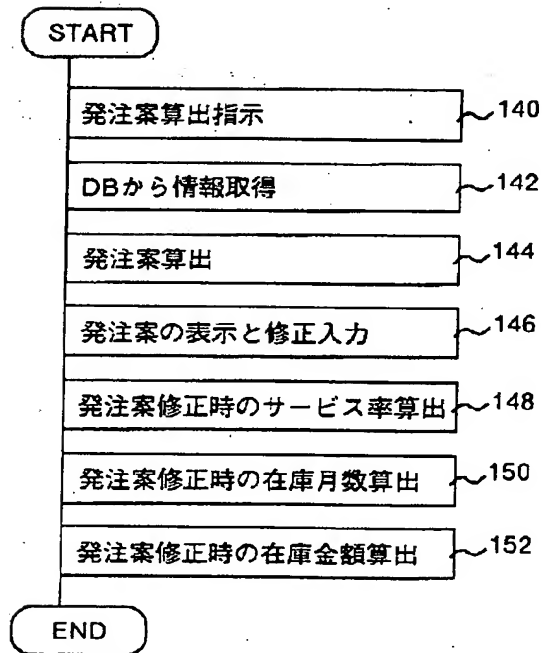 START
発注案算出指示 140
DBから情報取得 142
発注案算出 144
発注案の表示と修正入力 146
発注案修正時のサービス率算出 148
発注案修正時の在庫月数算出 150
発注案修正時の在庫金額算出 152
END